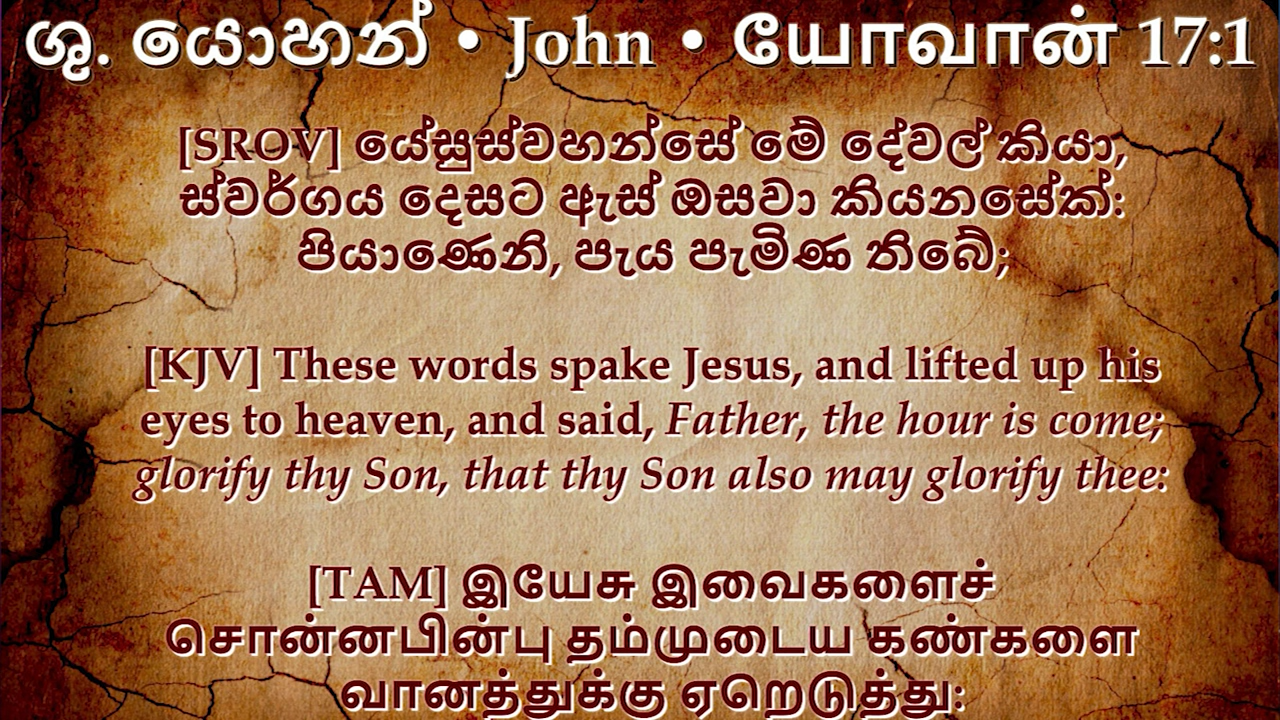 ශු. යොහන් • John • யோவான் 17:1
[SROV] යේසුස්වහන්සේ මේ දේවල් කියා,
ස්වර්ගය දෙසට ඇස් ඔසවා කියනසේක්:
පියාණෙනි, පැය පැමිණ තිබේ;
[KJV] These words spake Jesus, and lifted up his
eyes to heaven, and said, Father, the hour is come;
glorify thy Son, that thy Son also may glorify thee:
[TAM] இயேசு இவைகளைச்
சொன்னபின்பு தம்முடைய கண்களை
வானத்துக்கு ஏறெடுத்து: